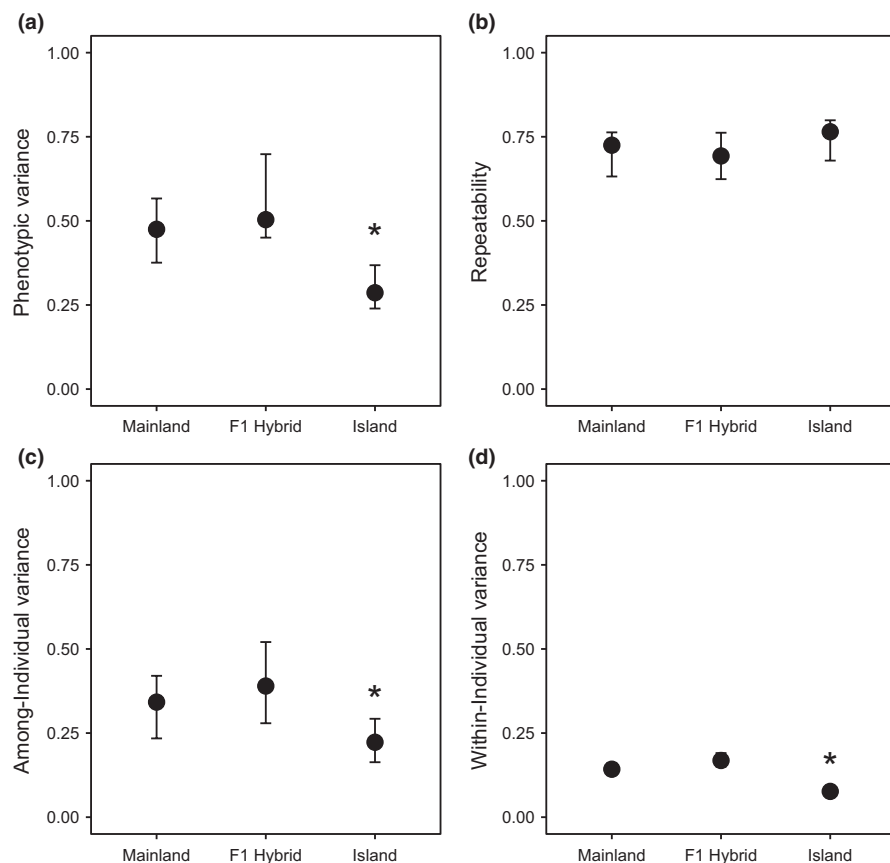 (a)
Phenotypic variance
1.00
0.75
0.50
0.25
0.00
*
Mainland F1 Hybrid Island
(b)
Repeatability
1.00
0.75
0.50
0.25
0.00
Mainland F1 Hybrid Island
(c)
Among-Individual variance
1.00
0.75
0.50
0.25
0.00
*
Mainland F1 Hybrid Island
(d)
Within-Individual variance
1.00
0.75
0.50
0.25
0.00
*
Mainland F1 Hybrid Island